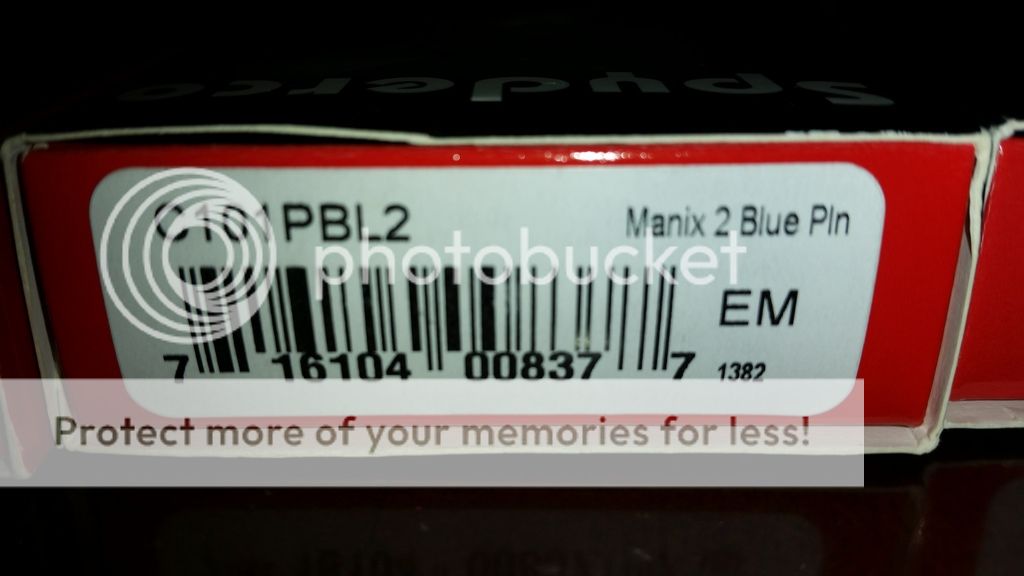 Spyderco
C101PBL2
Manix 2 Blue Pln
photobucket
EM
7 16104 00837 7
1382
Protect more of your memories for less!